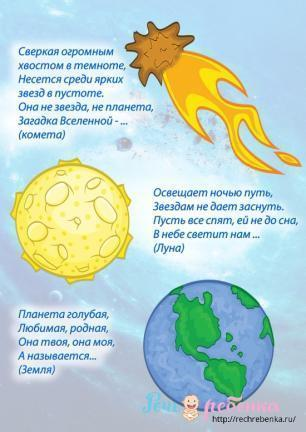 Сверкая огромным
хвостом в темноте,
Несется среди ярких
звезд в пустоте.
Она не звезда, не планета,
Загадка Вселенной - ...
(комета)
Освещает ночью путь,
Звездам не дает заснуть.
Пусть все спят, ей не до сна,
В небе светит нам ...
(Луна)
Планета голубая,
Любимая, родная,
Она твоя, она моя,
А называется...
(Земля)
Речь ребенка
http://rechrebenka.ru/